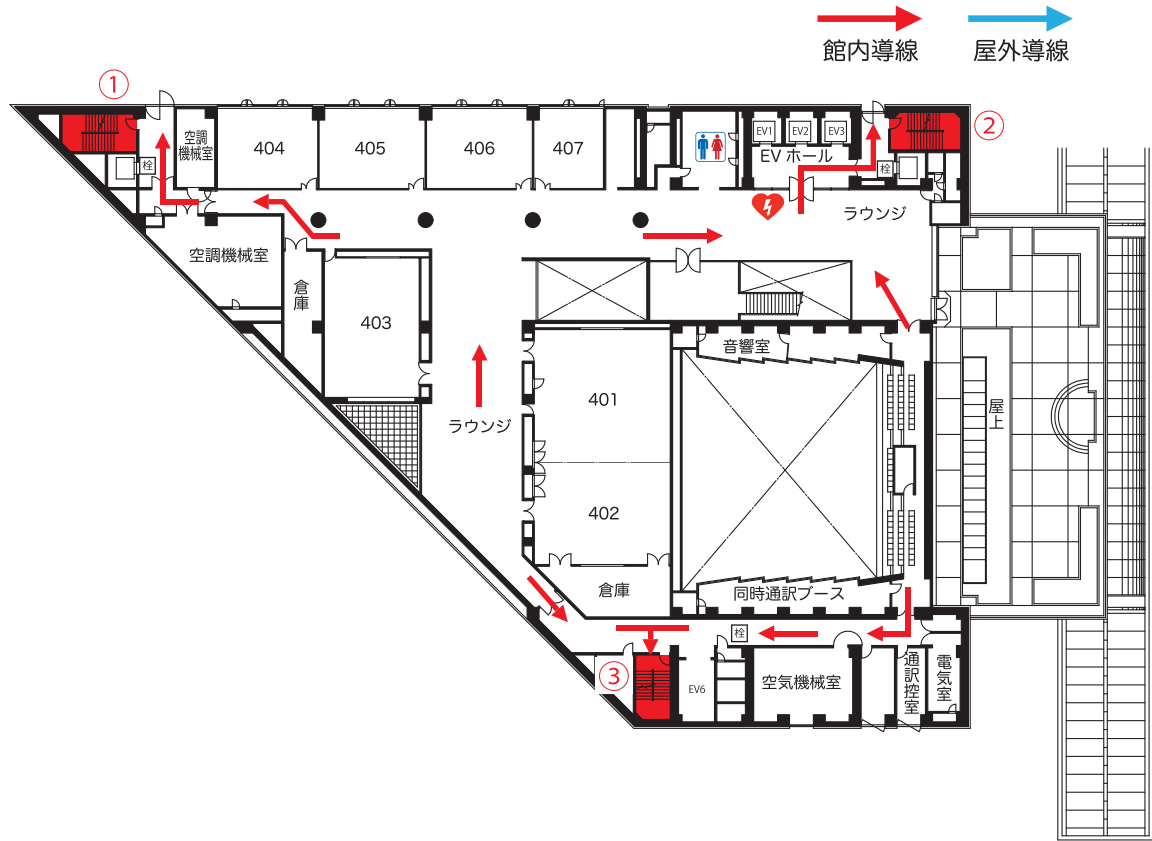 館内導線
屋外導線
①
②
空調
機械室
404
405
406
407
EV1
EV2
EV3
EVホール
栓
栓
ラウンジ
空調機械室
倉庫
403
音響室
401
ラウンジ
屋上
402
同時通訳ブース
倉庫
栓
③
EV6
空気機械室
通訳控室
電気室